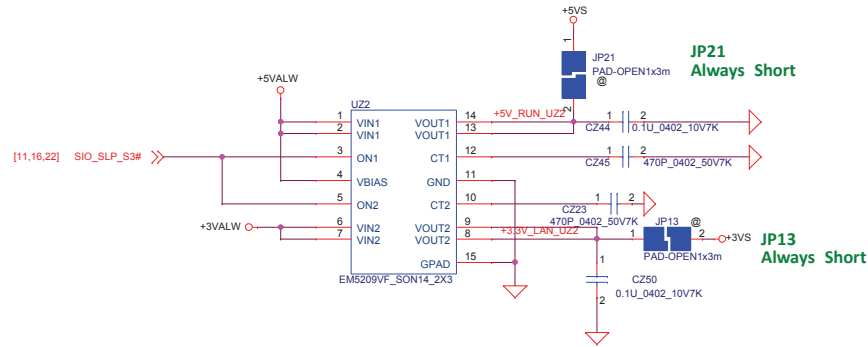 +5VS
1
JP21
PAD-OPEN1x3m
@
2
JP21
Always Short
+5VALW
UZ2
1 VIN1 VOUT1 14 +5V_RUN_UZ2 1 2
2 VIN1 VOUT1 13 CZ44 0.1U_0402_10V7K
[11,16,22] SIO_SLP_S3# 3 ON1 CT1 12 1 2
CZ45 470P_0402_50V7K
4 VBIAS GND 11
5 ON2 CT2 10 1 2
CZ23
470P_0402_50V7K
+3VALW 6 VIN2 VOUT2 9
7 VIN2 VOUT2 8 +3.3V_LAN_UZ2
JP13 @
1 2 +3VS
PAD-OPEN1x3m
JP13
Always Short
GPAD 15
EM5209VF_SON14_2X3
1
CZ50
0.1U_0402_10V7K
2